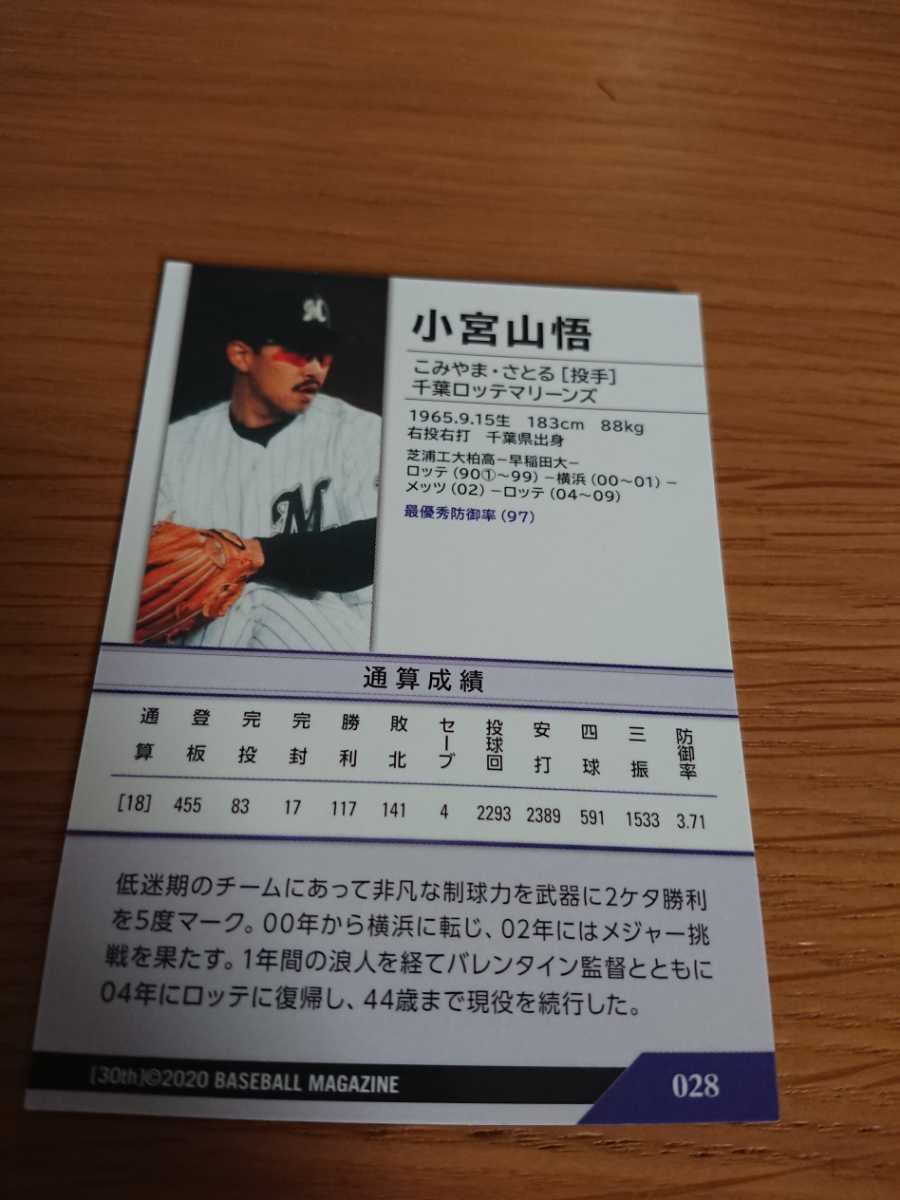 小宮山悟
こみやま・さとる［投手］
千葉ロッテマリーンズ
1965.9.15生 183cm 88kg
右投右打 千葉県出身
芝浦工大柏高－早稲田大－
ロッテ（90①～99）－横浜（00～01）－
メッツ（02）－ロッテ（04～09）
最優秀防御率（97）
M
M
通算成績
通算 登板 完投 完封 勝利 敗北 セーブ 投球回 安打 四球 三振 防御率
[18] 455 83 17 117 141 4 2293 2389 591 1533 3.71
低迷期のチームにあって非凡な制球力を武器に2ケタ勝利
を5度マーク。00年から横浜に転じ、02年にはメジャー挑
戦を果たす。1年間の浪人を経てバレンタイン監督とともに
04年にロッテに復帰し、44歳まで現役を続行した。
[30th]©2020 BASEBALL MAGAZINE
028